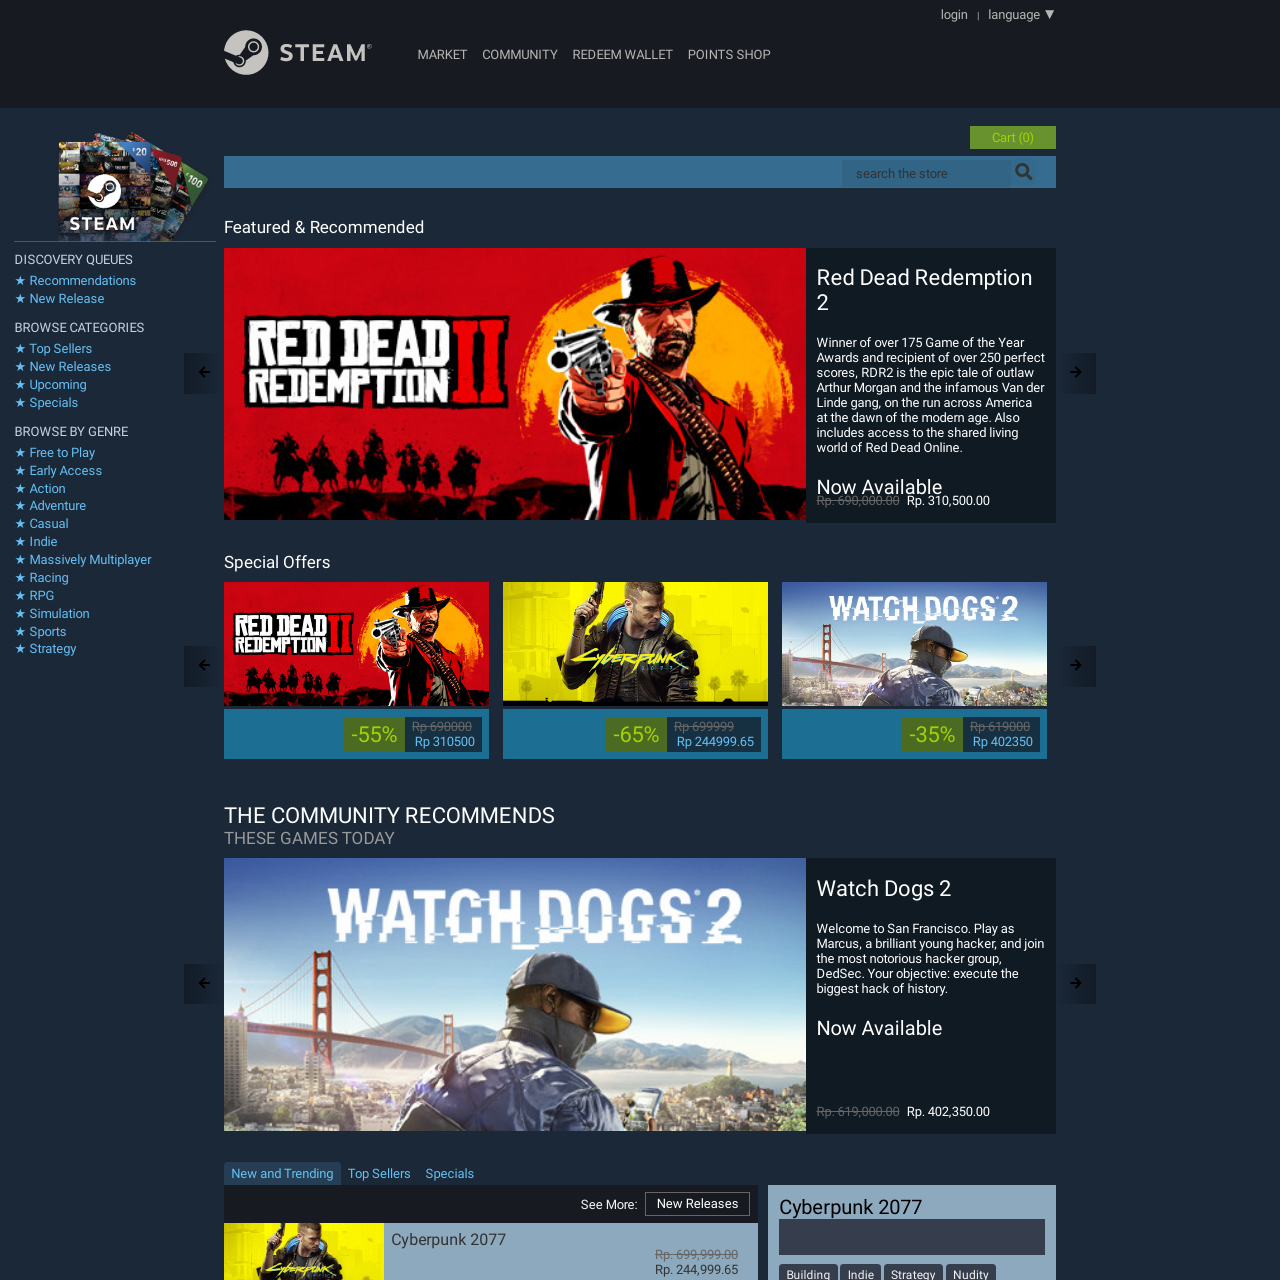 login | language ▼
STEAM®
MARKET COMMUNITY REDEEM WALLET POINTS SHOP
Cart (0)
search the store
20
500
100
STEAM
DISCOVERY QUEUES
★ Recommendations
★ New Release
BROWSE CATEGORIES
★ Top Sellers
★ New Releases
★ Upcoming
★ Specials
BROWSE BY GENRE
★ Free to Play
★ Early Access
★ Action
★ Adventure
★ Casual
★ Indie
★ Massively Multiplayer
★ Racing
★ RPG
★ Simulation
★ Sports
★ Strategy
Featured & Recommended
RED DEAD
REDEMPTION II
Red Dead Redemption
2
Winner of over 175 Game of the Year
Awards and recipient of over 250 perfect
scores, RDR2 is the epic tale of outlaw
Arthur Morgan and the infamous Van der
Linde gang, on the run across America
at the dawn of the modern age. Also
includes access to the shared living
world of Red Dead Online.
Now Available
Rp. 690,000.00 Rp. 310,500.00
Special Offers
RED DEAD
REDEMPTION II
-55%
Rp 690000
Rp 310500
Cyberpunk
2077
-65%
Rp 699999
Rp 244999.65
WATCH_DOGS 2
-35%
Rp 619000
Rp 402350
THE COMMUNITY RECOMMENDS
THESE GAMES TODAY
WATCH_DOGS 2
Watch Dogs 2
Welcome to San Francisco. Play as
Marcus, a brilliant young hacker, and join
the most notorious hacker group,
DedSec. Your objective: execute the
biggest hack of history.
Now Available
Rp. 619,000.00 Rp. 402,350.00
New and Trending Top Sellers Specials
See More: New Releases
Cyberpunk
Cyberpunk 2077
Rp. 699,999.00
Rp. 244,999.65
Cyberpunk 2077
Building Indie Strategy Nudity